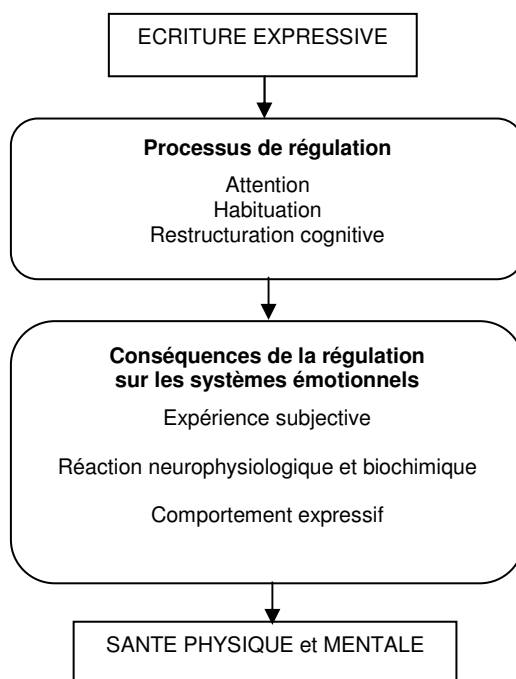 ECRITURE EXPRESSIVE
Processus de régulation
Attention
Habituation
Restructuration cognitive
Conséquences de la régulation
sur les systèmes émotionnels
Expérience subjective
Réaction neurophysiologique et biochimique
Comportement expressif
SANTE PHYSIQUE et MENTALE